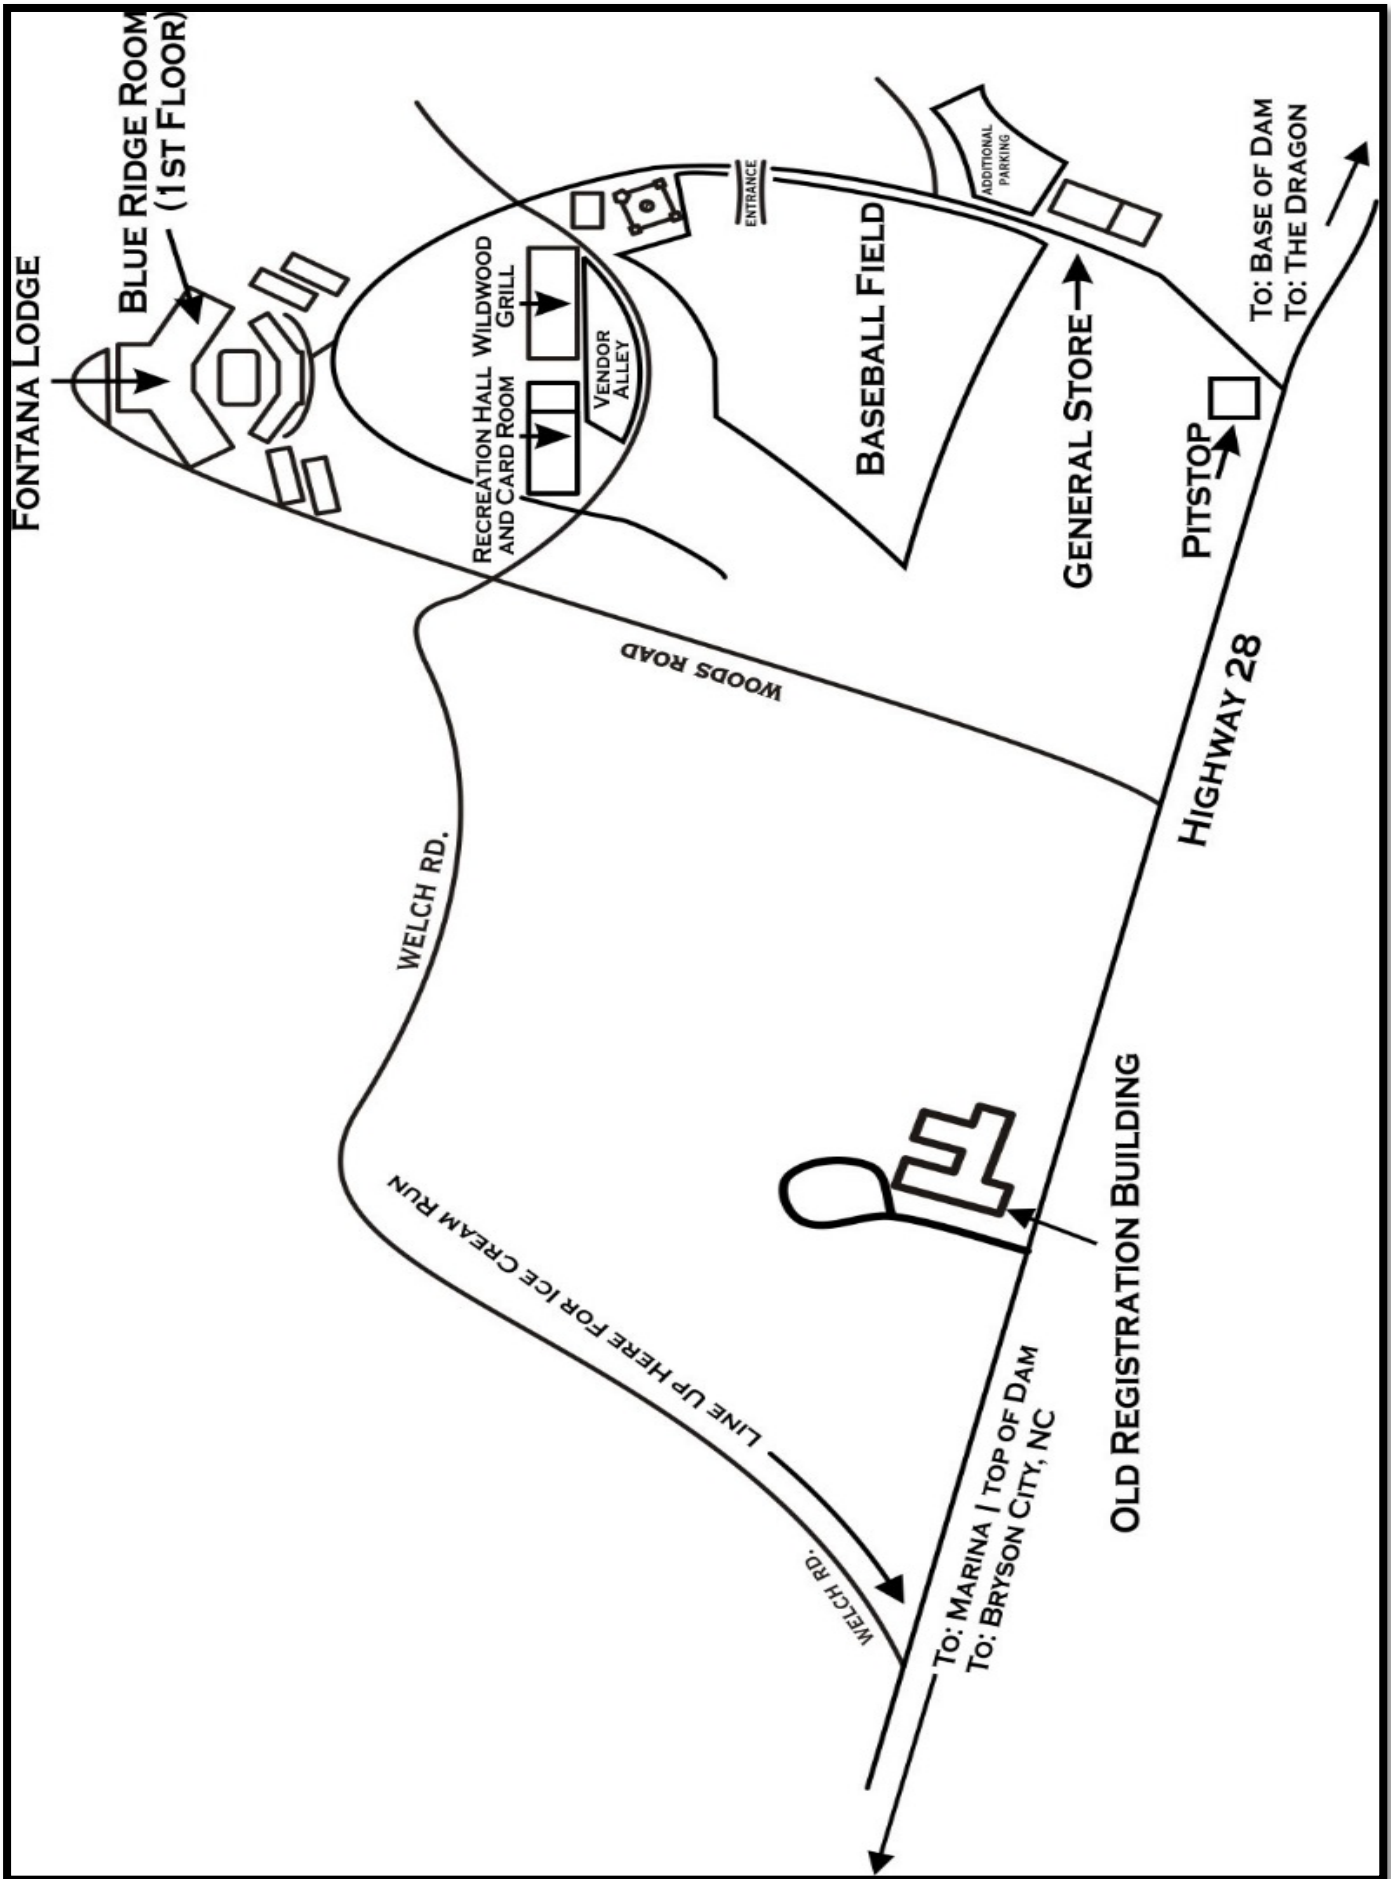 FONTANA LODGE
BLUE RIDGE ROOM
(1ST FLOOR)
RECREATION HALL
AND CARD ROOM
WILDWOOD
GRILL
VENDOR
ALLEY
ENTRANCE
BASEBALL FIELD
ADDITIONAL
PARKING
GENERAL STORE
PITSTOP
TO: BASE OF DAM
TO: THE DRAGON
WOODS ROAD
HIGHWAY 28
WELCH RD.
LINE UP HERE FOR ICE CREAM RUN
WELCH RD.
OLD REGISTRATION BUILDING
TO: MARINA | TOP OF DAM
TO: BRYSON CITY, NC